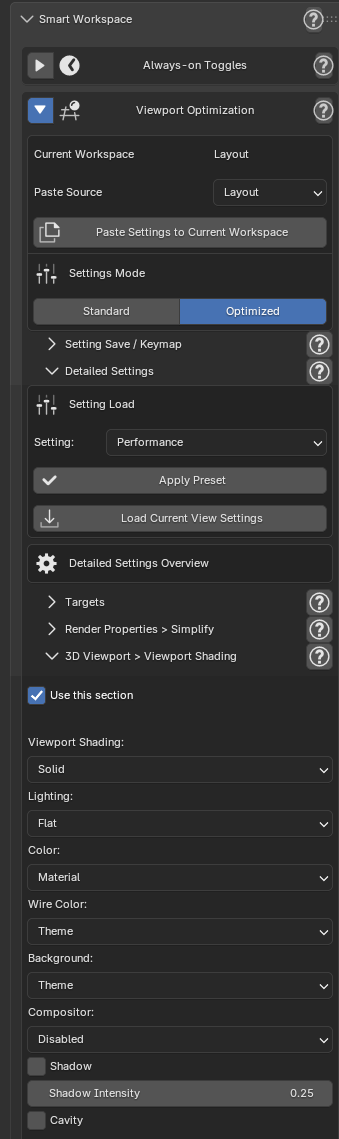 Smart Workspace
Always-on Toggles
Viewport Optimization
Current Workspace Layout
Paste Source Layout
Paste Settings to Current Workspace
Settings Mode
Standard Optimized
Setting Save / Keymap
Detailed Settings
Setting Load
Setting: Performance
Apply Preset
Load Current View Settings
Detailed Settings Overview
Targets
Render Properties > Simplify
3D Viewport > Viewport Shading
Use this section
Viewport Shading:
Solid
Lighting:
Flat
Color:
Material
Wire Color:
Theme
Background:
Theme
Compositor:
Disabled
Shadow
Shadow Intensity 0.25
Cavity